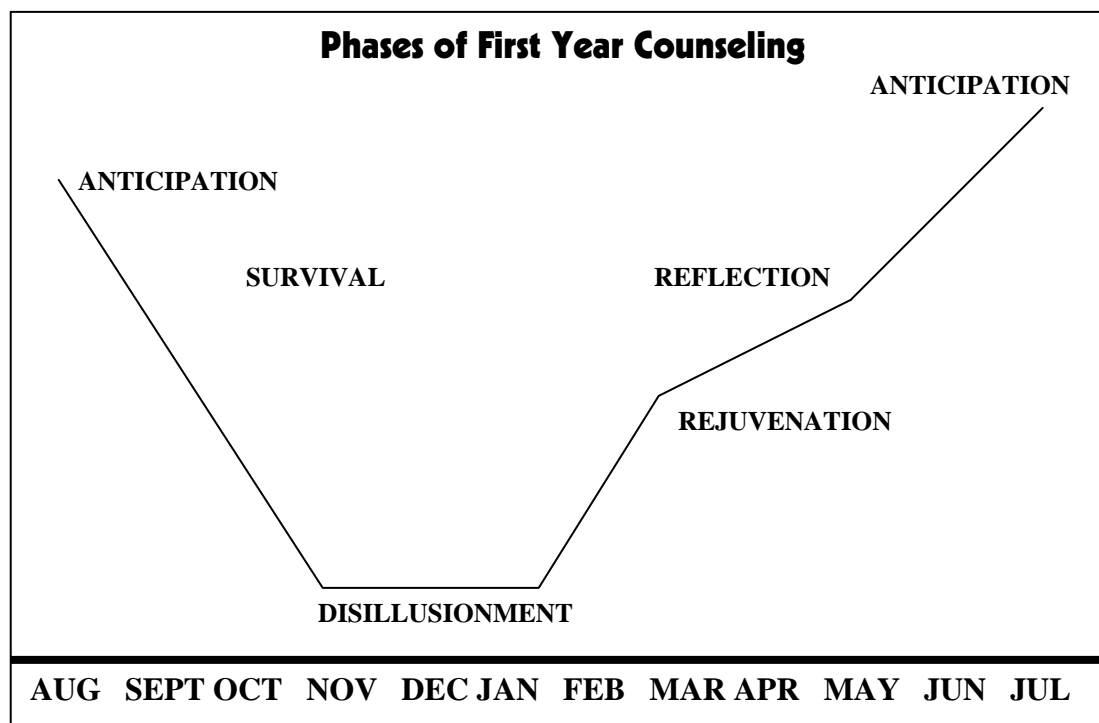 Phases of First Year Counseling
ANTICIPATION
ANTICIPATION
SURVIVAL
REFLECTION
REJUVENATION
DISILLUSIONMENT
AUG SEPT OCT NOV DEC JAN FEB MAR APR MAY JUN JUL